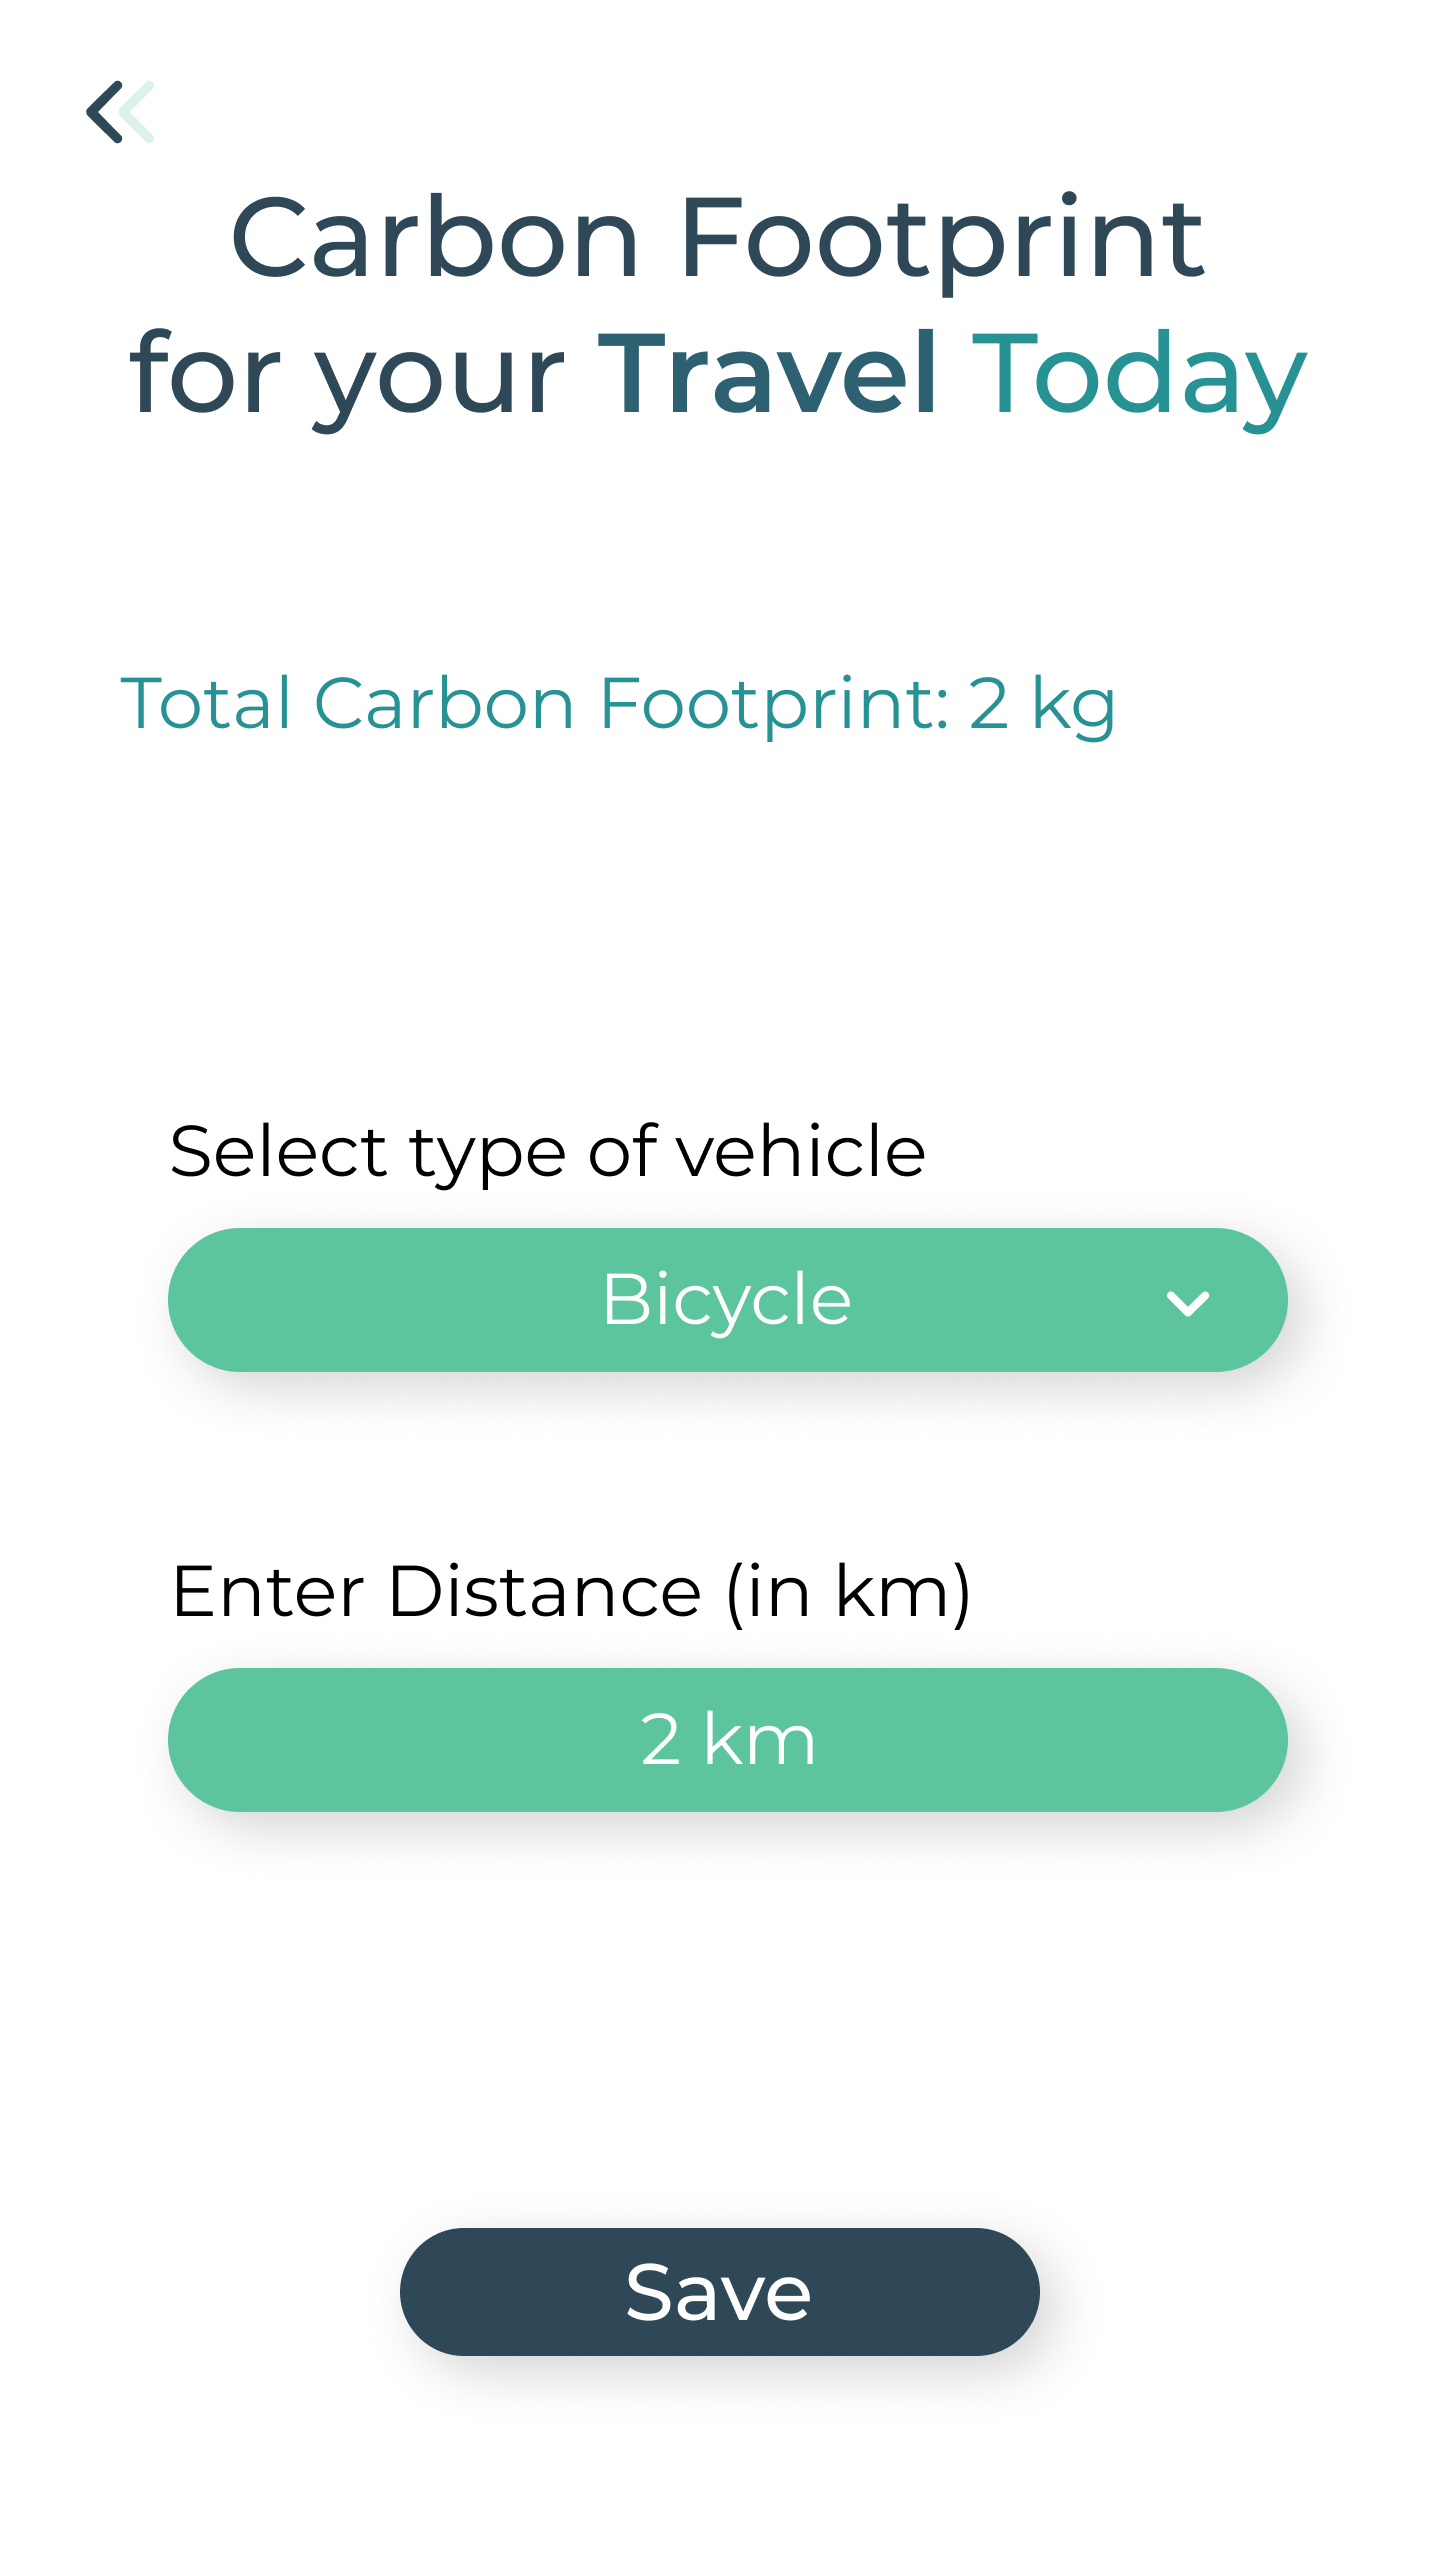 Carbon Footprint
for your Travel Today
Total Carbon Footprint: 2 kg
Select type of vehicle
Bicycle
Enter Distance (in km)
2 km
Save